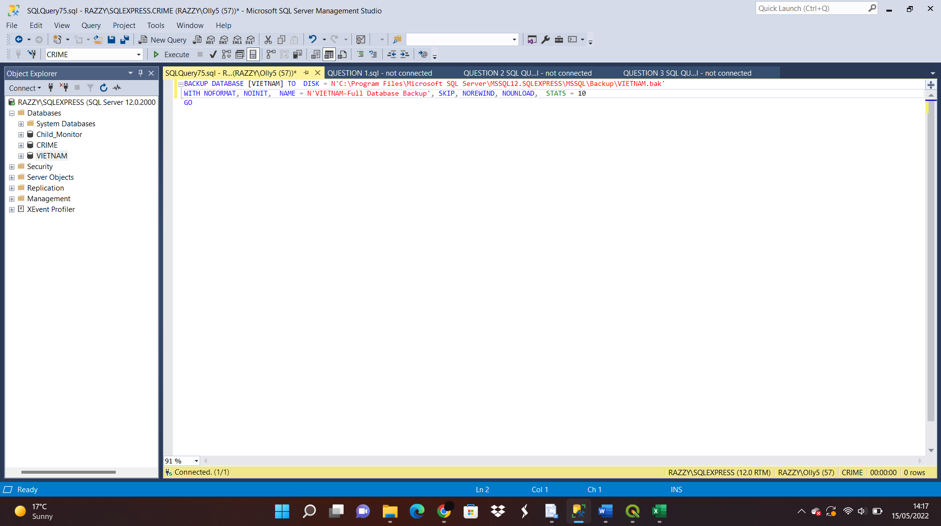 SQLQuery75.sql - RAZZY\SQLEXPRESS.CRIME (RAZZY\Olly5 (57))* - Microsoft SQL Server Management Studio
Quick Launch (Ctrl+Q)
File Edit View Query Project Tools Window Help
New Query
CRIME
Execute
Object Explorer
SQLQuery75.sql - R...(RAZZY\Olly5 (57))*
QUESTION 1.sql - not connected
QUESTION 2 SQL QU...l - not connected
QUESTION 3 SQL QU...l - not connected
Connect
RAZZY\SQLEXPRESS (SQL Server 12.0.2000
Databases
System Databases
Child_Monitor
CRIME
VIETNAM
Security
Server Objects
Replication
Management
XEvent Profiler
BACKUP DATABASE [VIETNAM] TO  DISK = N'C:\Program Files\Microsoft SQL Server\MSSQL12.SQLEXPRESS\MSSQL\Backup\VIETNAM.bak'
WITH NOFORMAT, NOINIT,  NAME = N'VIETNAM-Full Database Backup', SKIP, NOREWIND, NOUNLOAD,  STATS = 10
GO
91 %
Connected. (1/1)
RAZZY\SQLEXPRESS (12.0 RTM) RAZZY\Olly5 (57) CRIME 00:00:00 0 rows
Ready
Ln 2
Col 1
Ch 1
INS
17°C
Sunny
14:17
15/05/2022